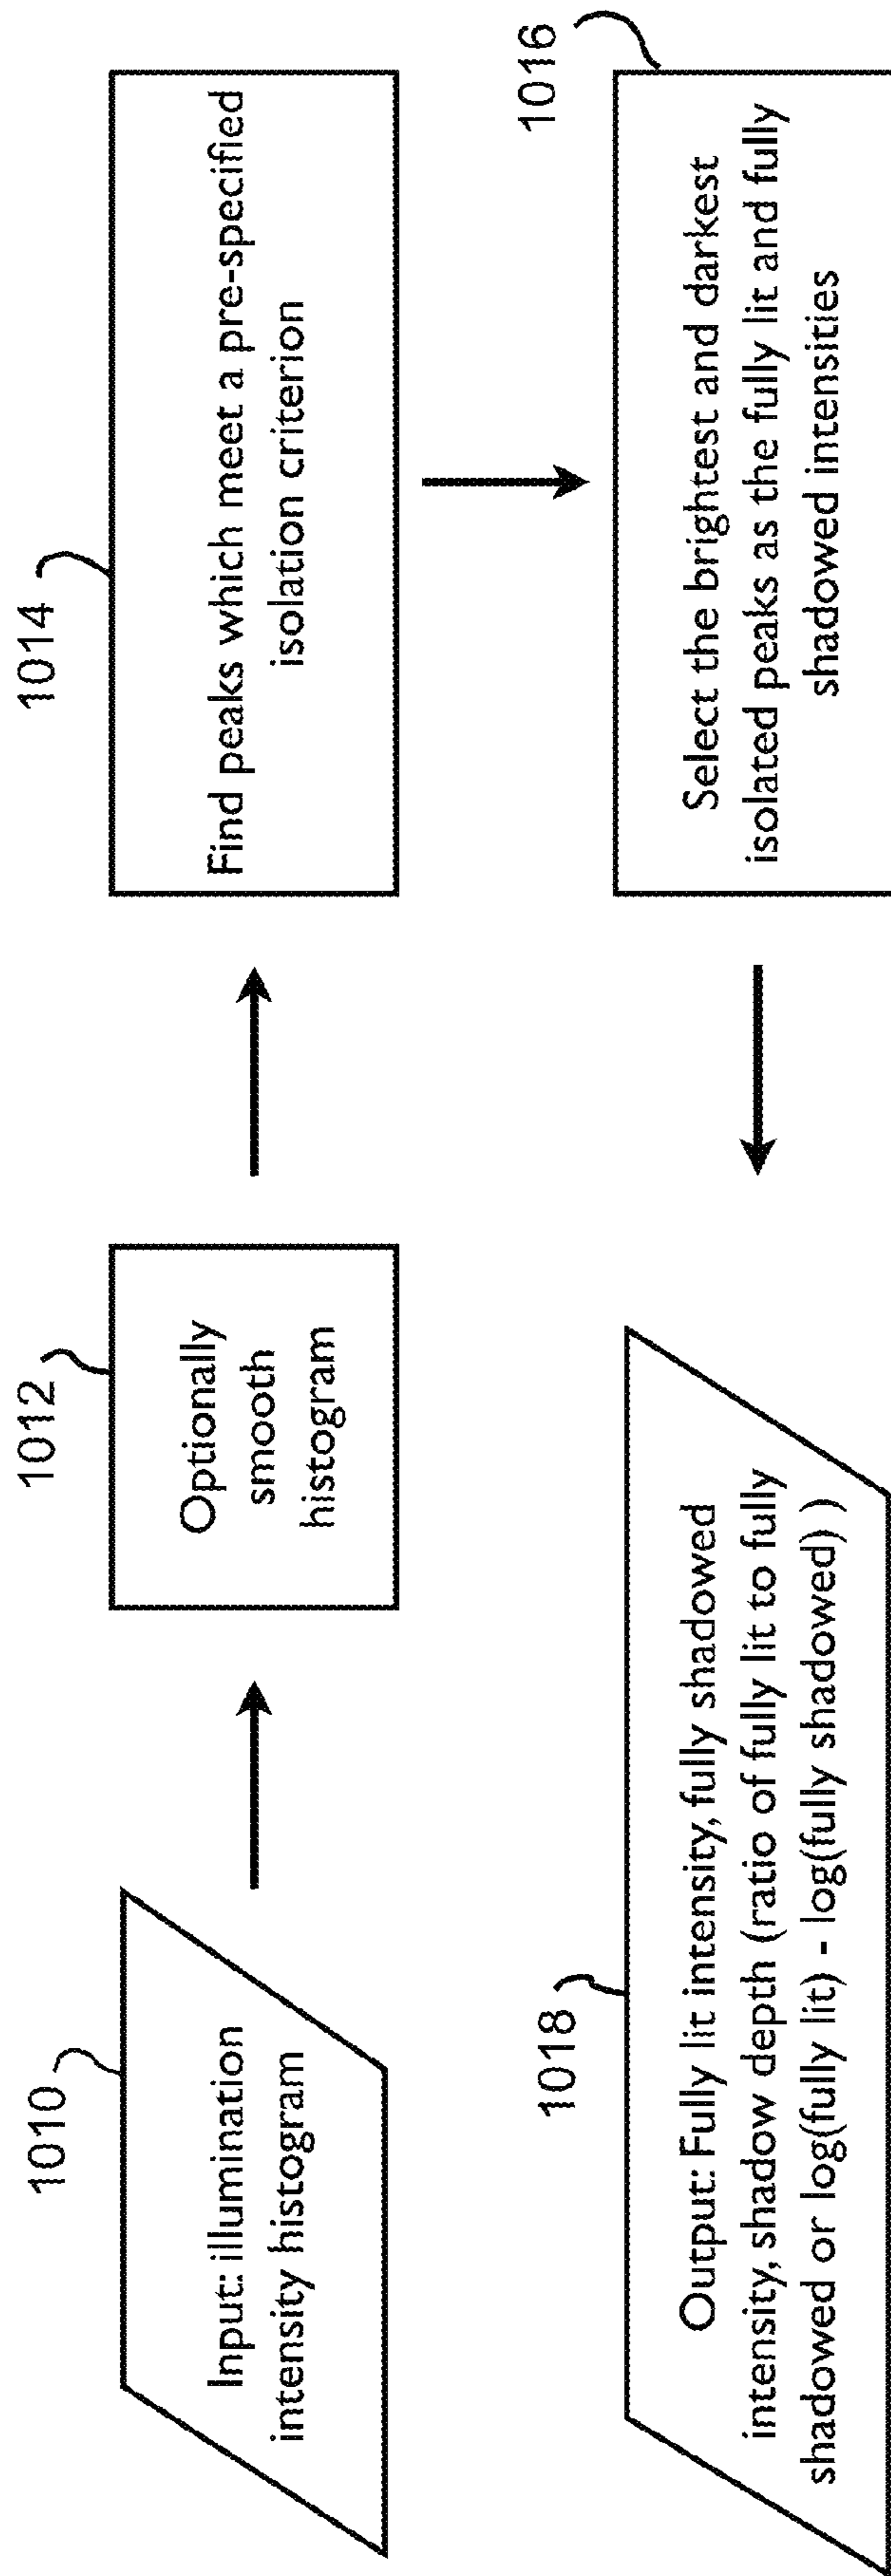 1010
Input: illumination
intensity histogram
1012
Optionally
smooth
histogram
1014
Find peaks which meet a pre-specified
isolation criterion
1016
Select the brightest and darkest
isolated peaks as the fully lit and fully
shadowed intensities
1018
Output: Fully lit intensity, fully shadowed
intensity, shadow depth (ratio of fully lit to fully
shadowed or log(fully lit) - log(fully shadowed) )